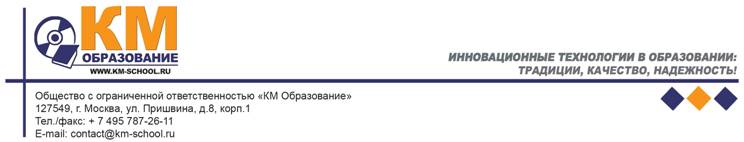 КМ
ОБРАЗОВАНИЕ
WWW.KM-SCHOOL.RU
ИННОВАЦИОННЫЕ ТЕХНОЛОГИИ В ОБРАЗОВАНИИ:
ТРАДИЦИИ, КАЧЕСТВО, НАДЕЖНОСТЬ!
Общество с ограниченной ответственностью «КМ Образование»
127549, г. Москва, ул. Пришвина, д.8, корп.1
Тел./факс: + 7 495 787-26-11
E-mail: contact@km-school.ru